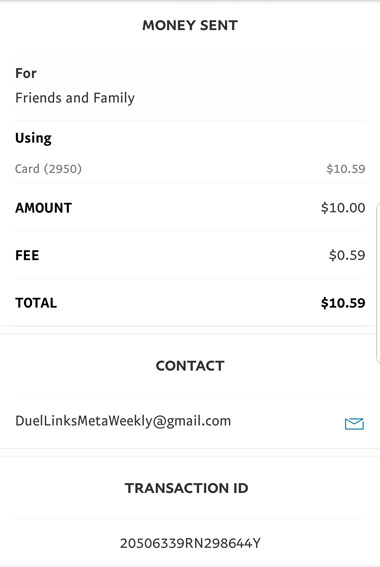 MONEY SENT
For
Friends and Family
Using
Card (2950) $10.59
AMOUNT $10.00
FEE $0.59
TOTAL $10.59
CONTACT
DuelLinksMetaWeekly@gmail.com
TRANSACTION ID
20506339RN298644Y